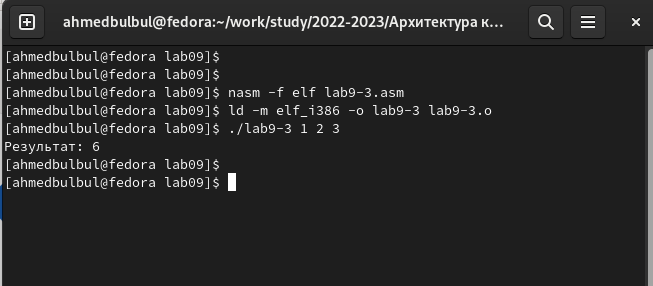 ahmedbulbul@fedora:~/work/study/2022-2023/Архитектура к...
[ahmedbulbul@fedora lab09]$
[ahmedbulbul@fedora lab09]$
[ahmedbulbul@fedora lab09]$ nasm -f elf lab9-3.asm
[ahmedbulbul@fedora lab09]$ ld -m elf_i386 -o lab9-3 lab9-3.o
[ahmedbulbul@fedora lab09]$ ./lab9-3 1 2 3
Результат: 6
[ahmedbulbul@fedora lab09]$
[ahmedbulbul@fedora lab09]$